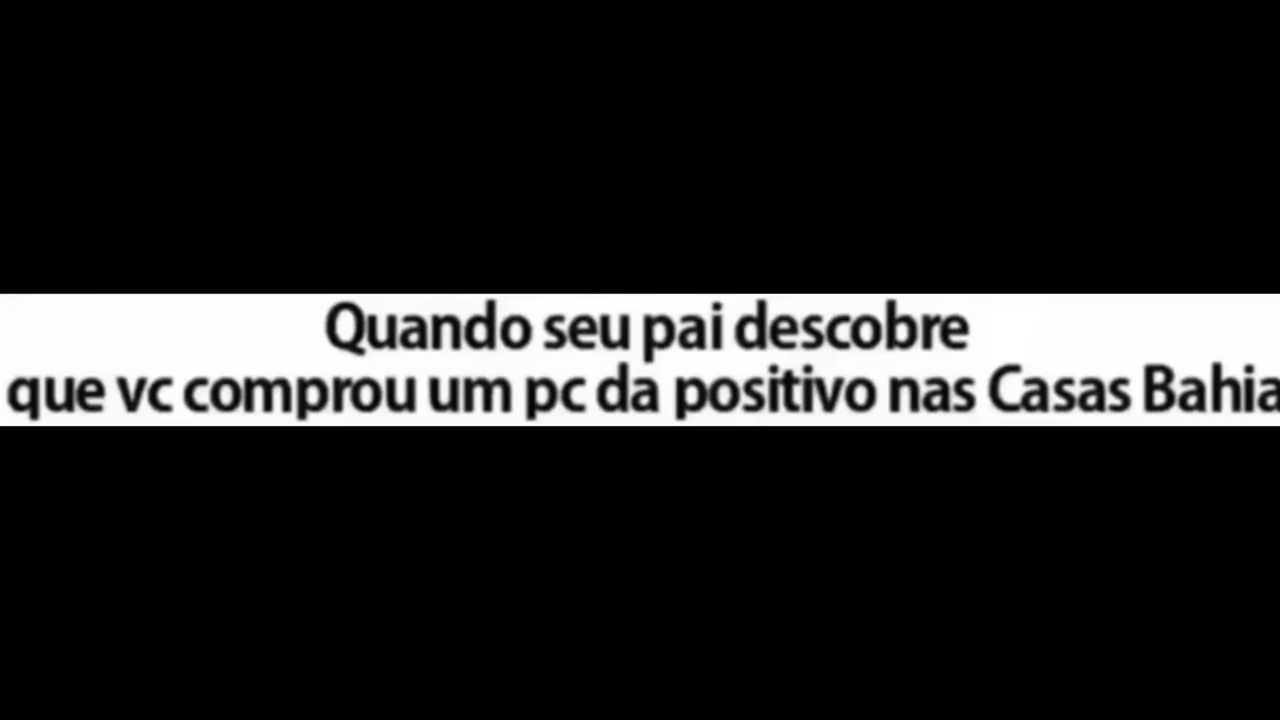 Quando seu pai descobre
que vc comprou um pc da positivo nas Casas Bahia